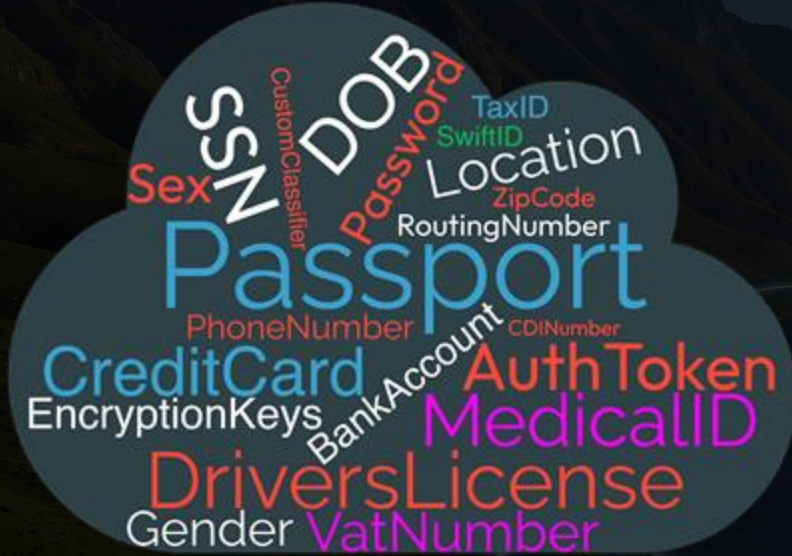 DOB
SSN
CustomClassifier
Password
TaxID
SwiftID
Location
Sex
ZipCode
RoutingNumber
Passport
PhoneNumber
CDINumber
BankAccount
CreditCard
AuthToken
EncryptionKeys
MedicalID
DriversLicense
Gender
VatNumber